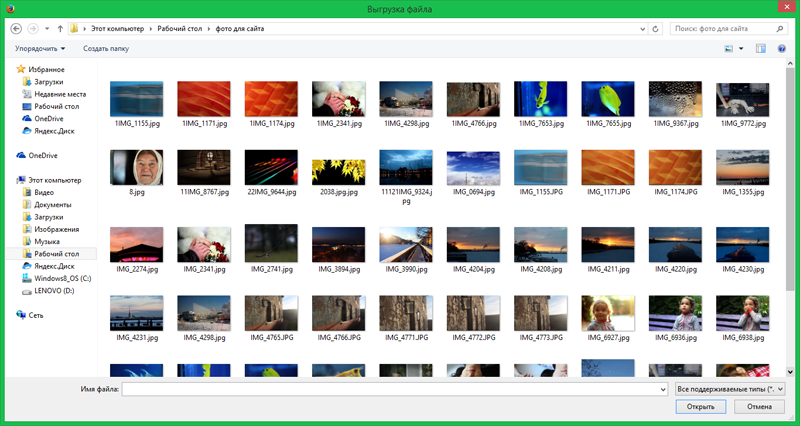 Выгрузка файла
Этот компьютер ▸ Рабочий стол ▸ фото для сайта
Поиск: фото для сайта
Упорядочить ▾ Создать папку
Избранное
Загрузки
Недавние места
Рабочий стол
OneDrive
Яндекс.Диск
OneDrive
Этот компьютер
Видео
Документы
Загрузки
Изображения
Музыка
Рабочий стол
Яндекс.Диск
Windows8_OS (C:)
LENOVO (D:)
Сеть
1IMG_1155.jpg 1IMG_1171.jpg 1IMG_1174.jpg 1IMG_2341.jpg 1IMG_4298.jpg 1IMG_4766.jpg 1IMG_7653.jpg 1IMG_7655.jpg 1IMG_9367.jpg 1IMG_9772.jpg
8.jpg 11IMG_8767.jpg 22IMG_9644.jpg 2038.jpg.jpg 11121IMG_9324.j IMG_0694.jpg IMG_1155.JPG IMG_1171.JPG IMG_1174.JPG IMG_1355.JPG
pg
IMG_2274.jpg IMG_2341.jpg IMG_2741.jpg IMG_3894.jpg IMG_3990.jpg IMG_4204.jpg IMG_4208.jpg IMG_4211.jpg IMG_4220.jpg IMG_4230.jpg
IMG_4231.jpg IMG_4298.jpg IMG_4765.JPG IMG_4766.JPG IMG_4771.JPG IMG_4772.JPG IMG_4773.JPG IMG_6927.jpg IMG_6936.jpg IMG_6938.jpg
Имя файла:
Все поддерживаемые типы (*.
Открыть Отмена